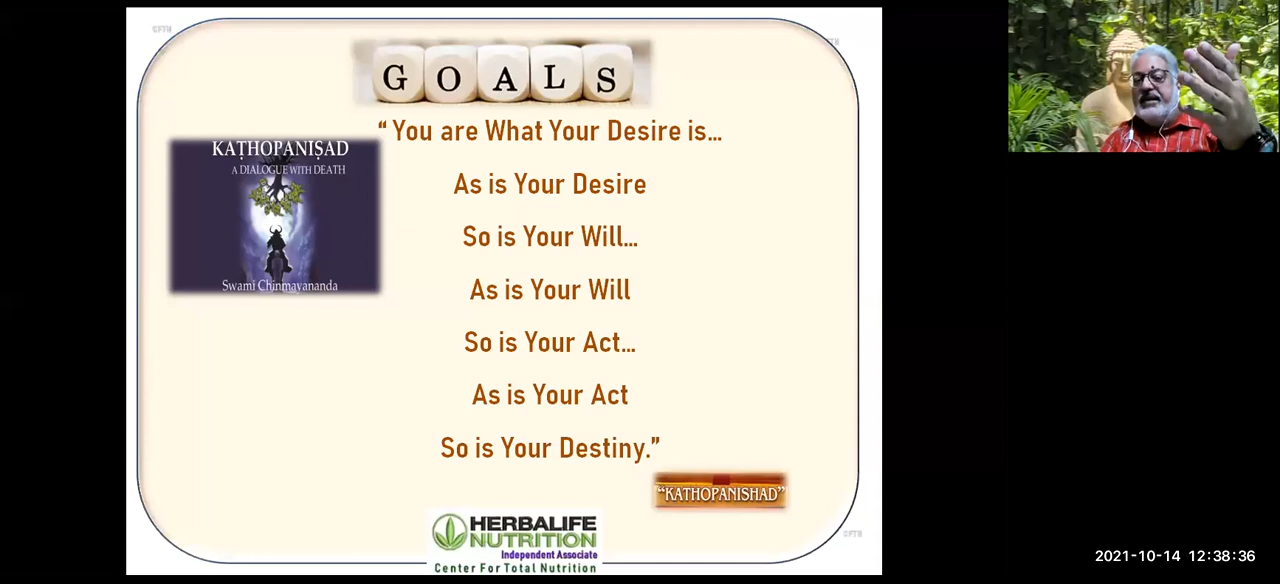 GFTN
GOALS
“ You are What Your Desire is...
KAṬHOPANIṢAD
A DIALOGUE WITH DEATH
As is Your Desire
So is Your Will...
Swami Chinmayananda
As is Your Will
So is Your Act...
As is Your Act
So is Your Destiny.”
“KATHOPANISHAD”
HERBALIFE
NUTRITION
Independent Associate
Center For Total Nutrition
2021-10-14 12:38:36